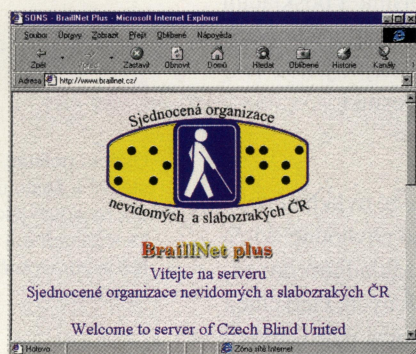 SONS - BraillNet Plus - Microsoft Internet Explorer
Soubor Úpravy Zobrazit Přejít Oblíbené Nápověda
Zpět Vpřed Zastavit Obnovit Domů Hledat Oblíbené Historie Kanály
Adresa http://www.braillnet.cz/
Sjednocená organizace
nevidomých a slabozrakých ČR
BraillNet plus
Vítejte na serveru
Sjednocené organizace nevidomých a slabozrakých ČR
Welcome to server of Czech Blind United
Hotovo Zóna sítě Internet